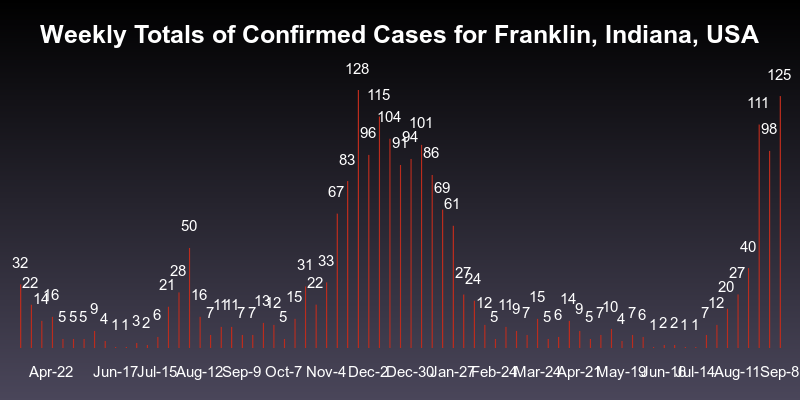 Weekly Totals of Confirmed Cases for Franklin, Indiana, USA
32 22 14 16 5 5 5 9 4 1 1 3 2 6 21 28 50 16 7 11 11 7 7 13 12 5 15 31 22 33 67 83 128 96 115 104 91 94 101 86 69 61 27 24 12 5 11 9 7 15 5 6 14 9 5 7 10 4 7 6 1 2 2 1 1 7 12 20 27 40 111 98 125
Apr-22 Jun-17 Jul-15 Aug-12 Sep-9 Oct-7 Nov-4 Dec-2 Dec-30 Jan-27 Feb-24 Mar-24 Apr-21 May-19 Jun-16 Jul-14 Aug-11 Sep-8